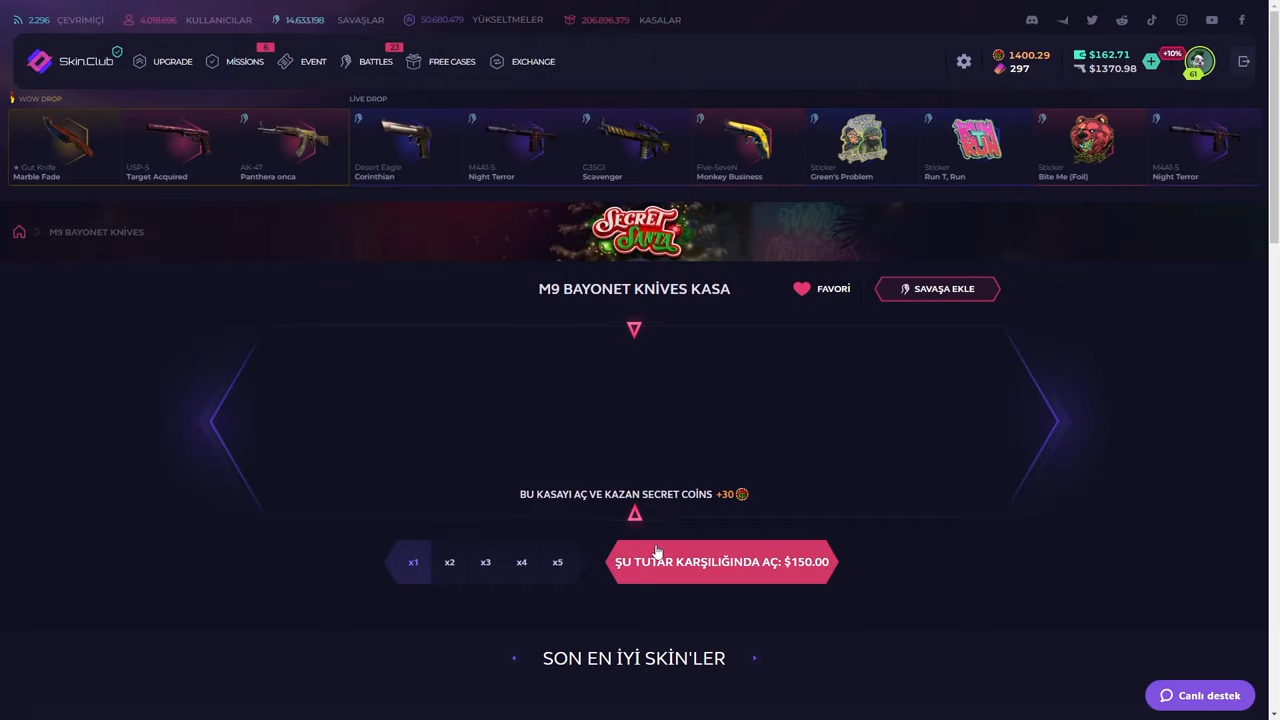 2.296 ÇEVRİMİÇİ 4.018.696 KULLANICILAR 14.633.198 SAVAŞLAR 50.680.479 YÜKSELTMELER 206.896.379 KASALAR
Skin.Club UPGRADE 6 MISSIONS EVENT 23 BATTLES FREE CASES EXCHANGE
1400.29 $162.71 +10%
297 $1370.98 61
WOW DROP LİVE DROP
★ Gut Knife USP-S AK-47 Desert Eagle M4A1-S G3SG1 Five-SeveN Sticker Sticker Sticker M4A1-S
Marble Fade Target Acquired Panthera onca Corinthian Night Terror Scavenger Monkey Business Green's Problem Run T, Run Bite Me (Foil) Night Terror
SECRET
SANTA
M9 BAYONET KNİVES
M9 BAYONET KNİVES KASA FAVORİ SAVAŞA EKLE
BU KASAYI AÇ VE KAZAN SECRET COİNS +30
x1 x2 x3 x4 x5 ŞU TUTAR KARŞILIĞINDA AÇ: $150.00
SON EN İYİ SKİN'LER
Canlı destek